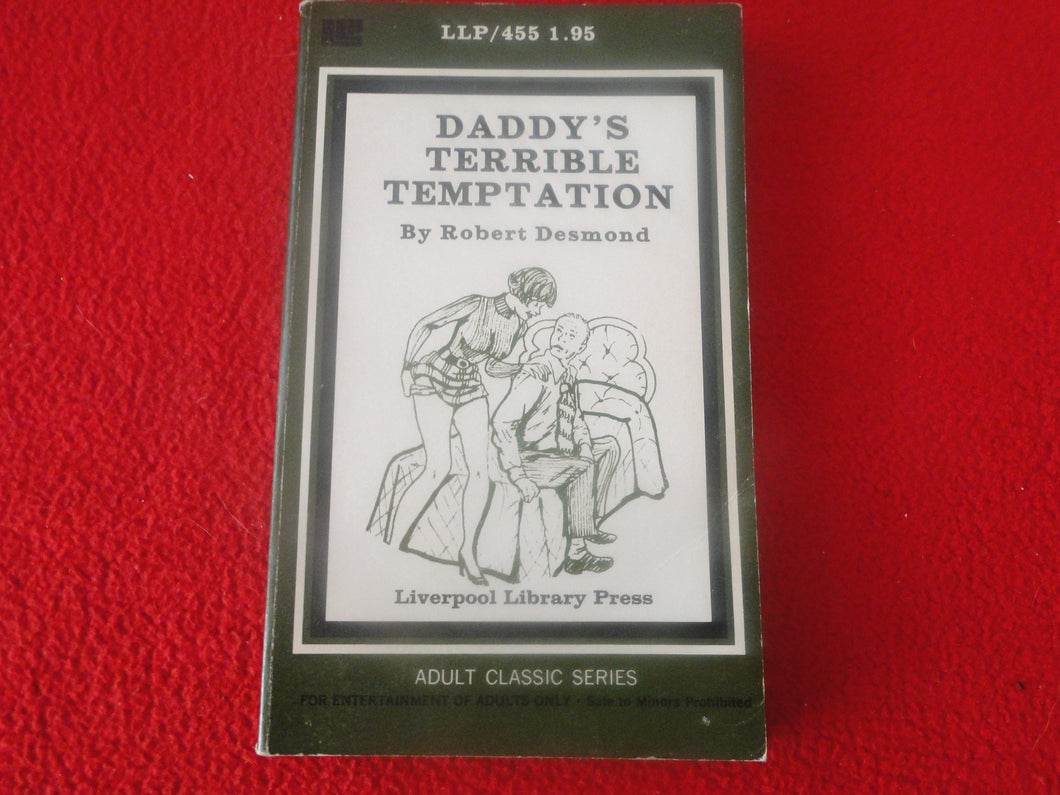 LLP/455 1.95
DADDY'S
TERRIBLE
TEMPTATION
By Robert Desmond
Liverpool Library Press
ADULT CLASSIC SERIES
FOR ENTERTAINMENT OF ADULTS ONLY • Sale to Minors Prohibited